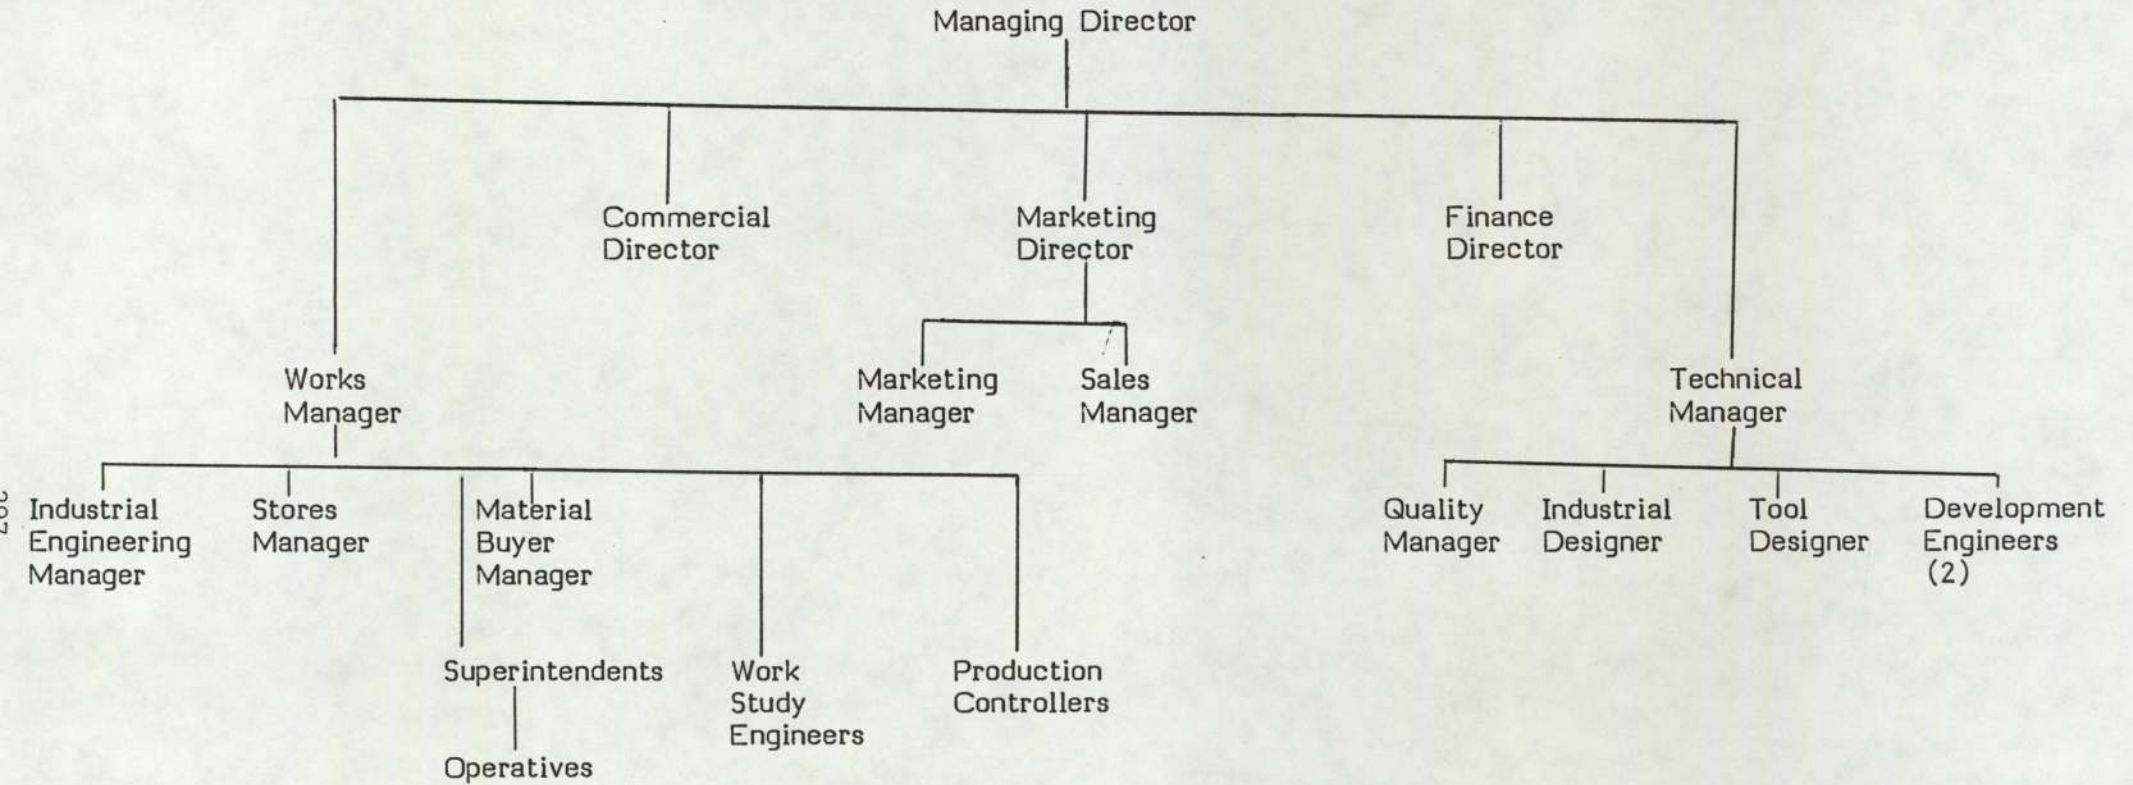 Managing Director
Commercial
Director
Marketing
Director
Finance
Director
Works
Manager
Marketing
Manager
Sales
Manager
Technical
Manager
Industrial
Engineering
Manager
Stores
Manager
Material
Buyer
Manager
Quality
Manager
Industrial
Designer
Tool
Designer
Development
Engineers
(2)
Superintendents
Work
Study
Engineers
Production
Controllers
Operatives